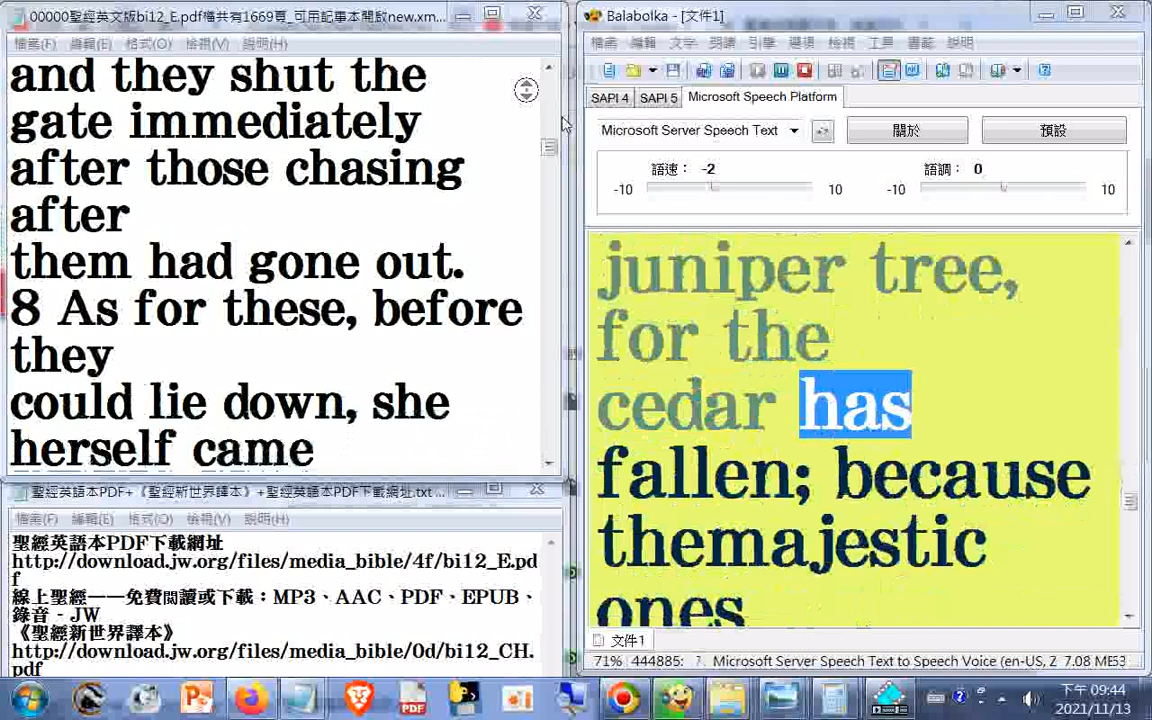 00000聖經英文版bi12_E.pdf檔共有1669頁_可用記事本開啟new.xm...
檔案(F) 編輯(E) 格式(O) 檢視(V) 說明(H)
and they shut the
gate immediately
after those chasing
after
them had gone out.
8 As for these, before
they
could lie down, she
herself came
聖經英語本PDF+《聖經新世界譯本》+聖經英語本PDF下載網址.txt ...
檔案(F) 編輯(E) 格式(O) 檢視(V) 說明(H)
聖經英語本PDF下載網址
http://download.jw.org/files/media_bible/4f/bi12_E.pd
f
線上聖經——免費閱讀或下載：MP3、AAC、PDF、EPUB、
錄音 - JW
《聖經新世界譯本》
http://download.jw.org/files/media_bible/0d/bi12_CH.
pdf
Balabolka - [文件1]
檔案 編輯 文字 朗讀 引擎 選項 檢視 工具 書籤 說明
SAPI 4 SAPI 5 Microsoft Speech Platform
Microsoft Server Speech Text 關於 預設
語速： -2 語調： 0
-10 10 -10 10
juniper tree,
for the
cedar has
fallen; because
themajestic
ones
文件1
71% 444885: Microsoft Server Speech Text to Speech Voice (en-US, Z 7.08 ME53
PDF
下午 09:44
2021/11/13